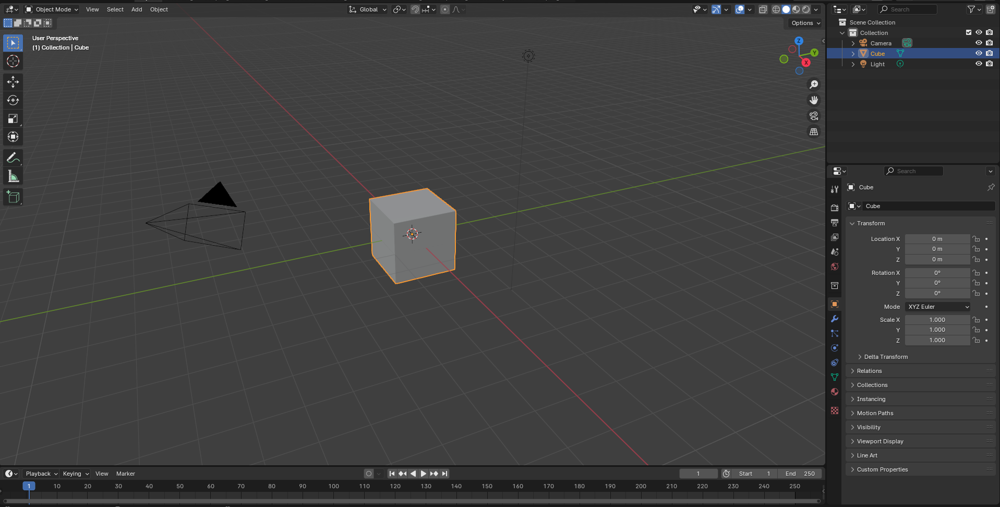 Object Mode View Select Add Object Global
Options
User Perspective
(1) Collection | Cube
Z
Y
X
Search
Scene Collection
Collection
Camera
Cube
Light
Search
Cube
Cube
Transform
Location X 0 m
Y 0 m
Z 0 m
Rotation X 0°
Y 0°
Z 0°
Mode XYZ Euler
Scale X 1.000
Y 1.000
Z 1.000
Delta Transform
Relations
Collections
Instancing
Motion Paths
Visibility
Viewport Display
Line Art
Custom Properties
Playback Keying View Marker 1 Start 1 End 250
1 10 20 30 40 50 60 70 80 90 100 110 120 130 140 150 160 170 180 190 200 210 220 230 240 250